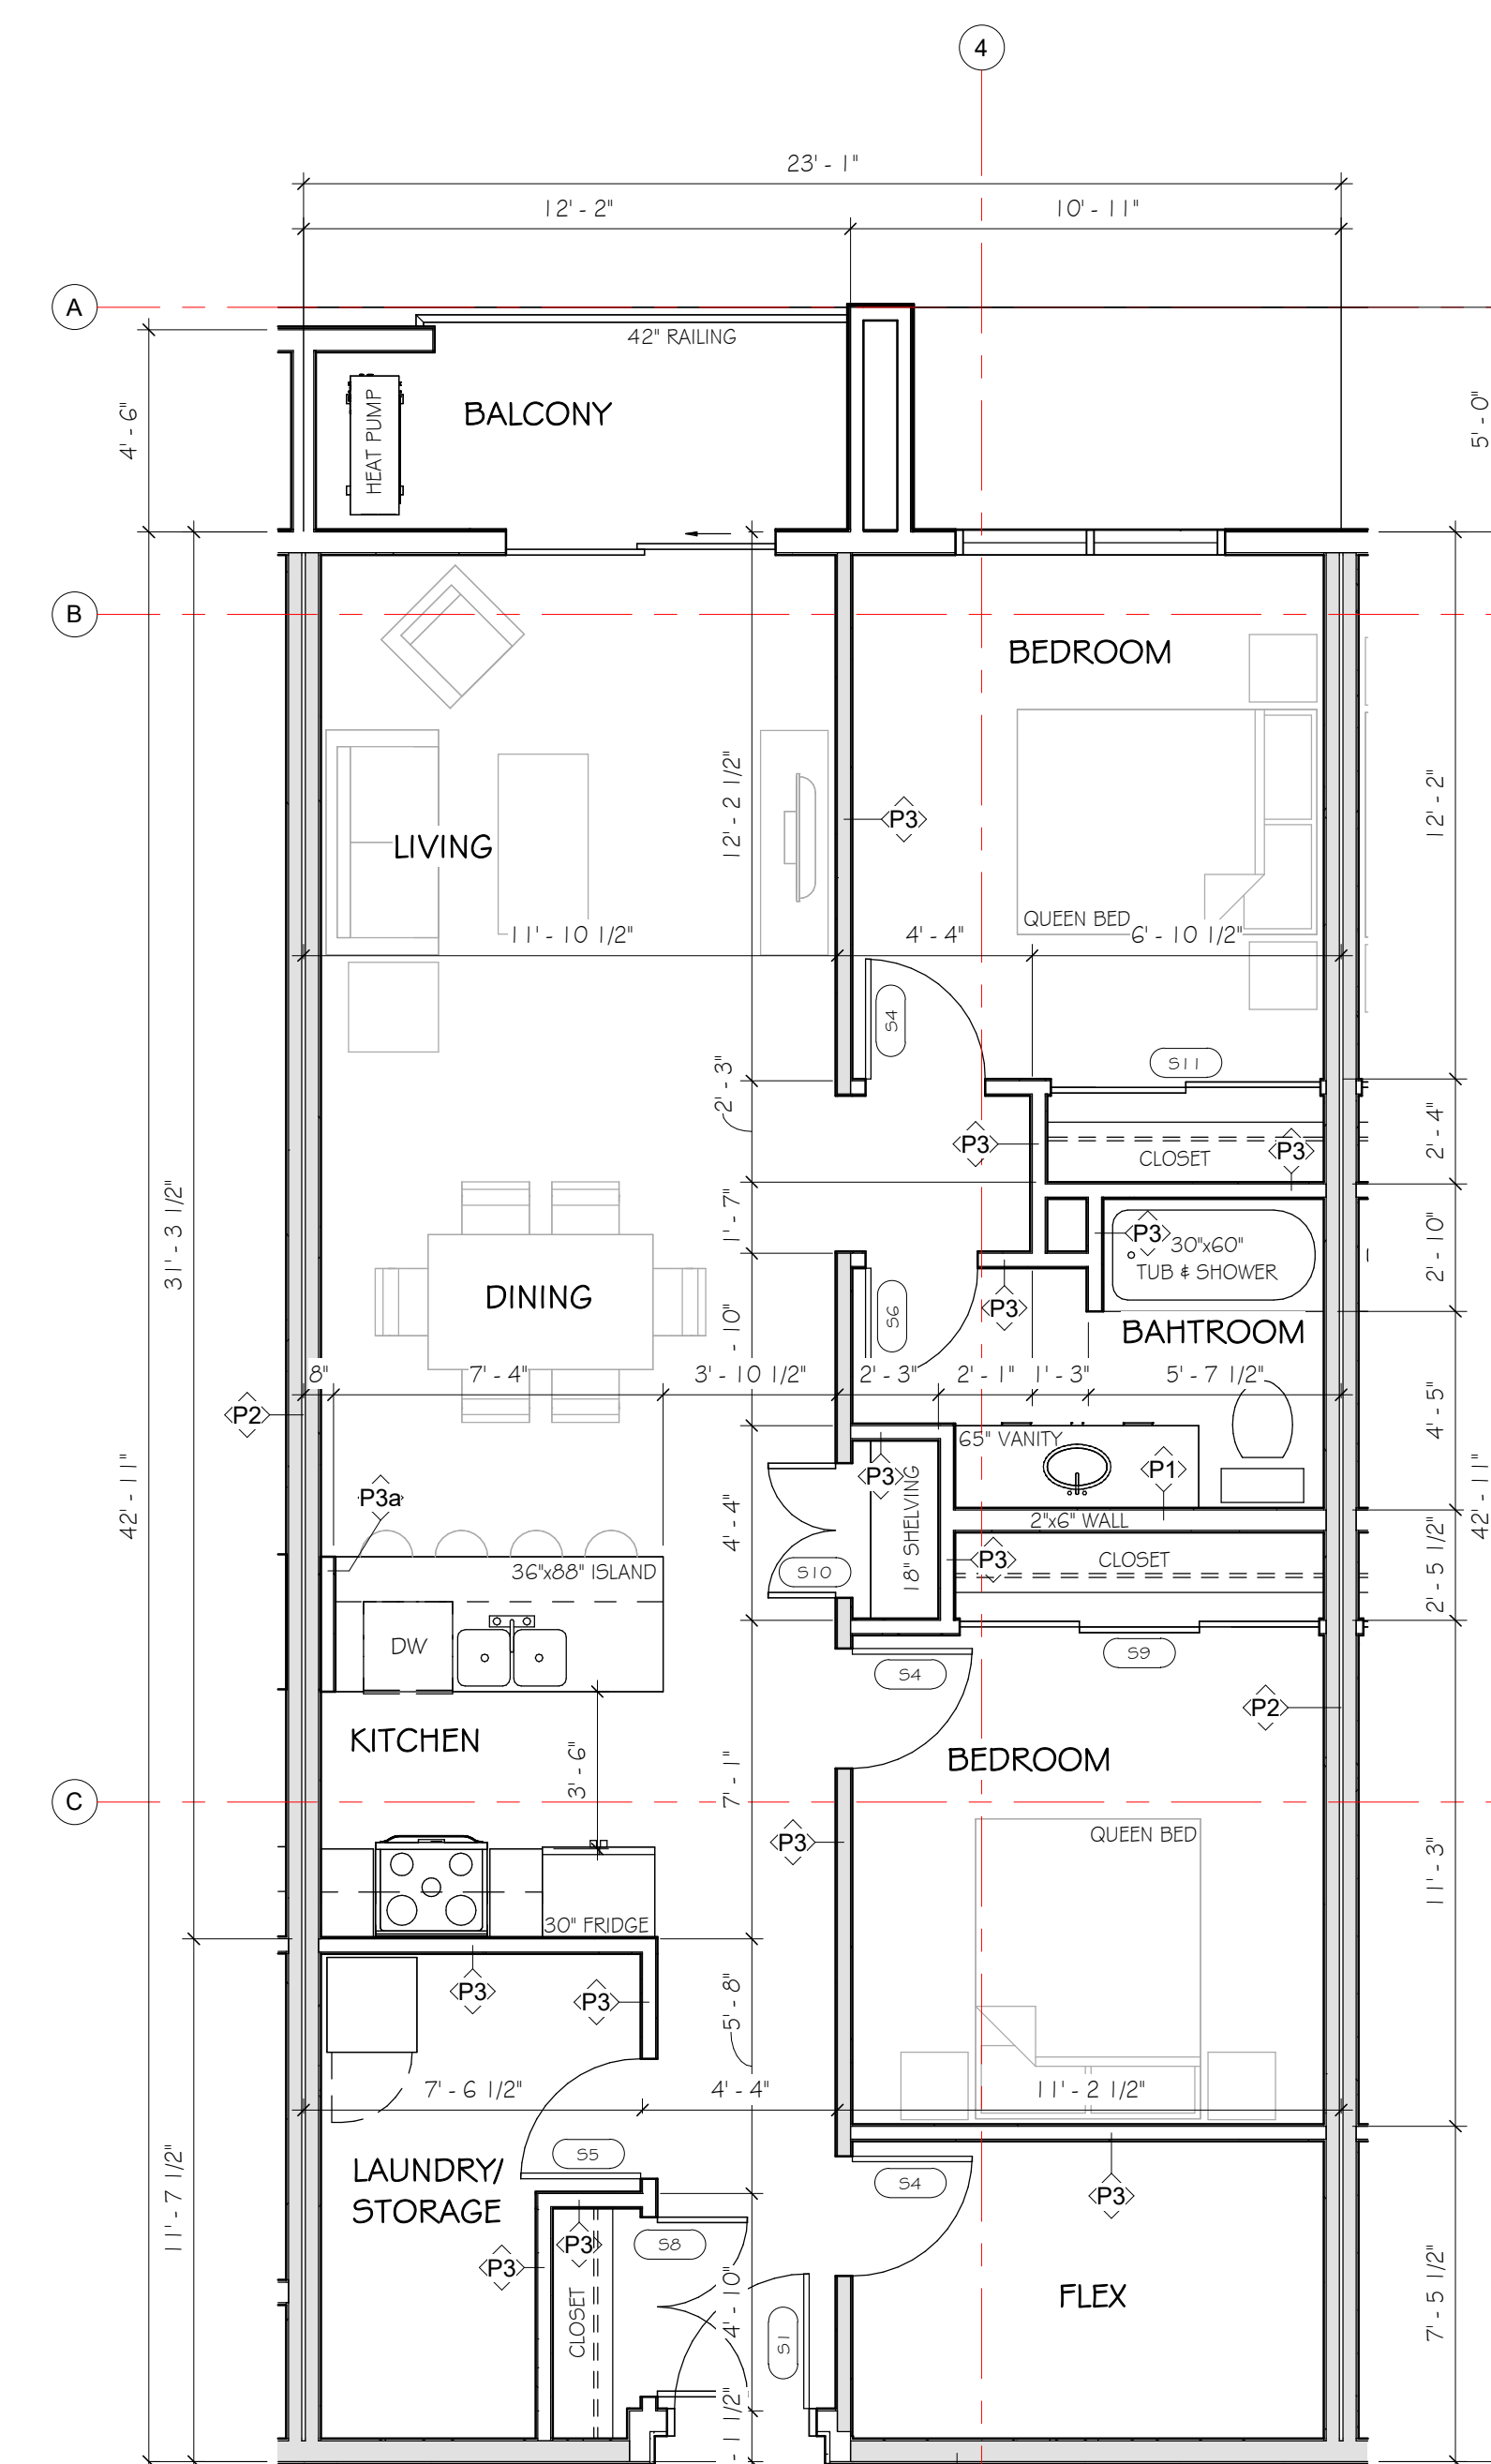 4
23' - 1"
12' - 2"
10' - 11"
A
42" RAILING
4' - 6"
HEAT PUMP
BALCONY
5' - 0"
B
BEDROOM
12' - 2 1/2"
12' - 2"
P3
LIVING
QUEEN BED
11' - 10 1/2"
4' - 4"
6' - 10 1/2"
S4
S11
2' - 3"
2' - 4"
P3
P3
CLOSET
31' - 3 1/2"
1' - 7"
P3
30"x60"
TUB & SHOWER
2' - 10"
DINING
S6
P3
BAHTROOM
- 10"
8"
7' - 4"
3' - 10 1/2"
2' - 3"
2' - 1"
1' - 3"
5' - 7 1/2"
P2
4' - 5"
65" VANITY
P3
P1
P3a
42' - 11"
42' - 11"
4' - 4"
18" SHELVING
2"x6" WALL
P3
CLOSET
36"x88" ISLAND
S10
2' - 5 1/2"
DW
S4
S9
P2
KITCHEN
3' - 6"
7' - 1"
BEDROOM
C
P3
QUEEN BED
11' - 3"
30" FRIDGE
P3
P3
5' - 8"
7' - 6 1/2"
4' - 4"
11' - 2 1/2"
11' - 7 1/2"
S5
LAUNDRY/
STORAGE
S4
P3
P3
S8
P3
CLOSET
4' - 10"
S1
FLEX
7' - 5 1/2"
- 1 1/2"